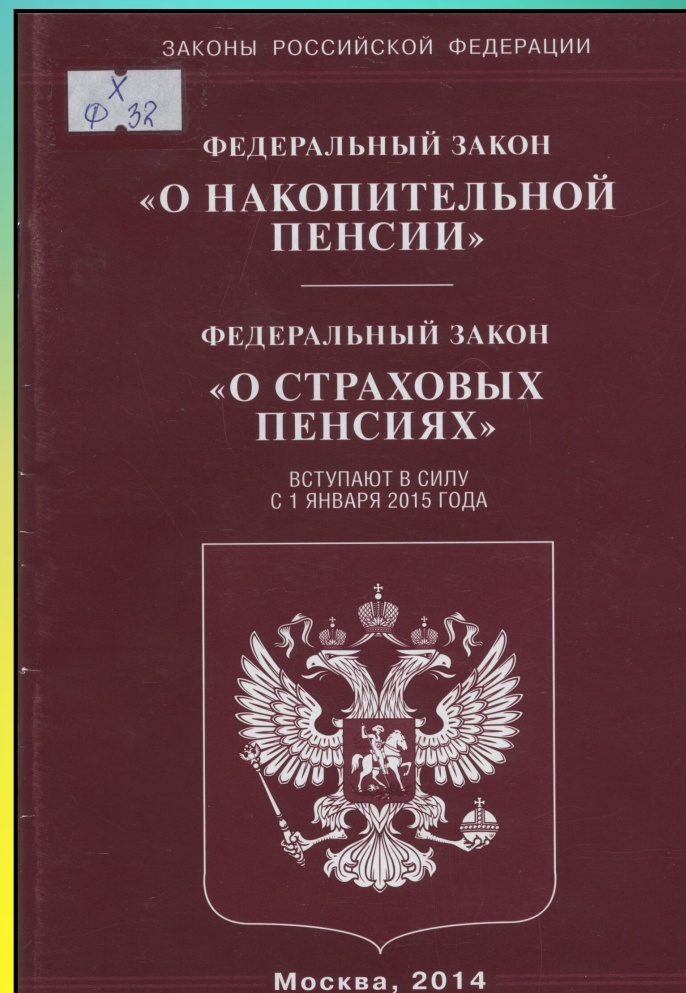 ЗАКОНЫ РОССИЙСКОЙ ФЕДЕРАЦИИ
Х
Ф 32
ФЕДЕРАЛЬНЫЙ ЗАКОН
«О НАКОПИТЕЛЬНОЙ
ПЕНСИИ»
ФЕДЕРАЛЬНЫЙ ЗАКОН
«О СТРАХОВЫХ
ПЕНСИЯХ»
ВСТУПАЮТ В СИЛУ
С 1 ЯНВАРЯ 2015 ГОДА
Москва, 2014